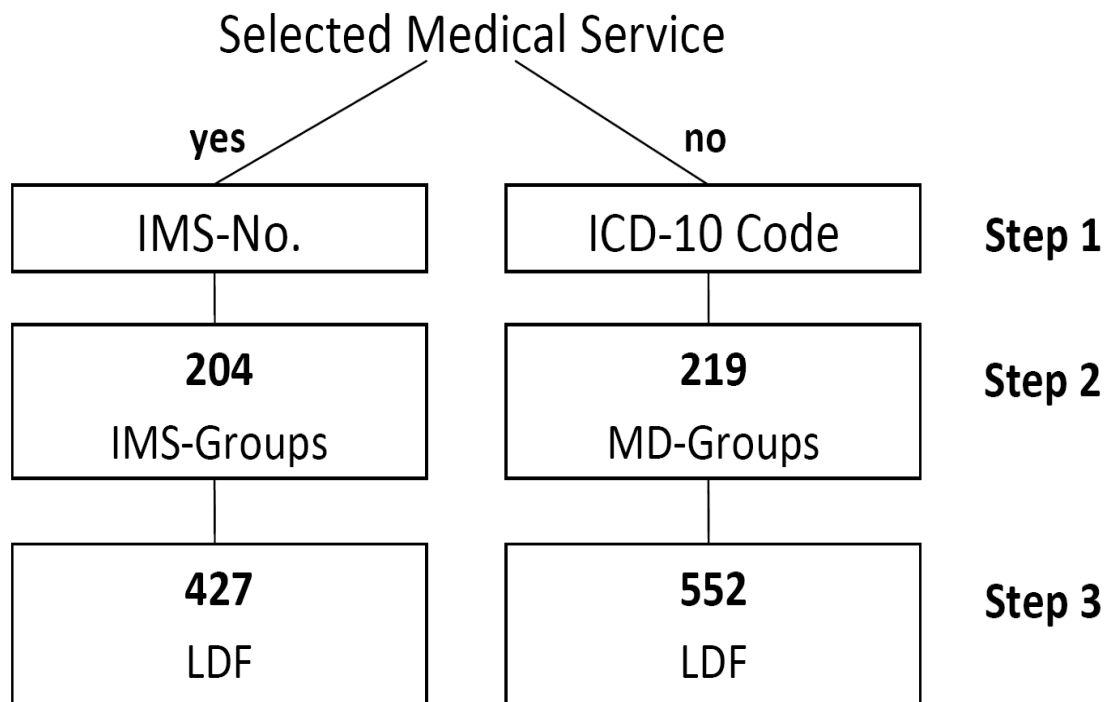 Selected Medical Service
yes no
IMS-No. ICD-10 Code Step 1
204 219 Step 2
IMS-Groups MD-Groups
427 552 Step 3
LDF LDF